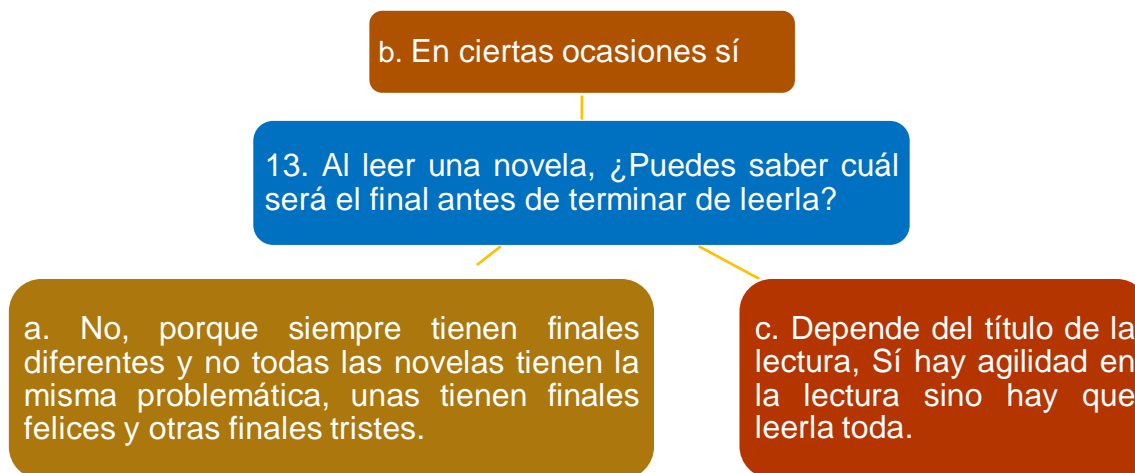 b. En ciertas ocasiones sí
13. Al leer una novela, ¿Puedes saber cuál
será el final antes de terminar de leerla?
a. No, porque siempre tienen finales
diferentes y no todas las novelas tienen la
misma problemática, unas tienen finales
felices y otras finales tristes.
c. Depende del título de la
lectura, Sí hay agilidad en
la lectura sino hay que
leerla toda.